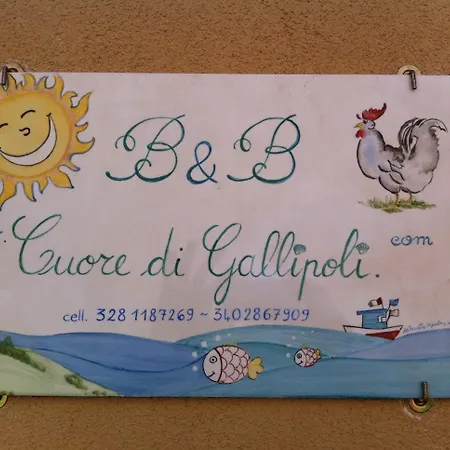 B & B
Cuore di Gallipoli.com
cell. 328 1187269 ~ 3402867909